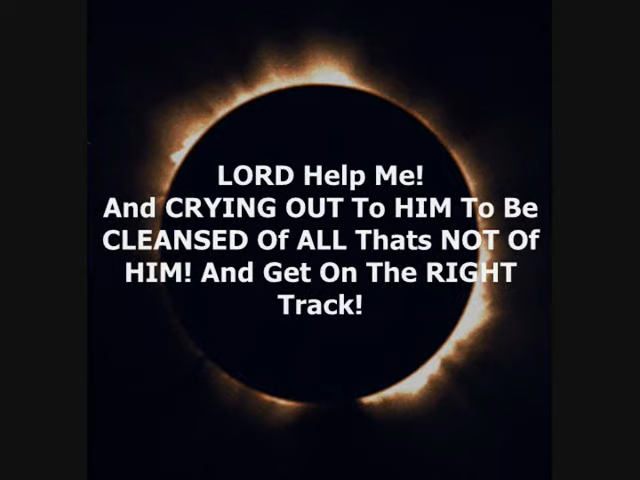 LORD Help Me!
And CRYING OUT To HIM To Be
CLEANSED Of ALL Thats NOT Of
HIM! And Get On The RIGHT
Track!